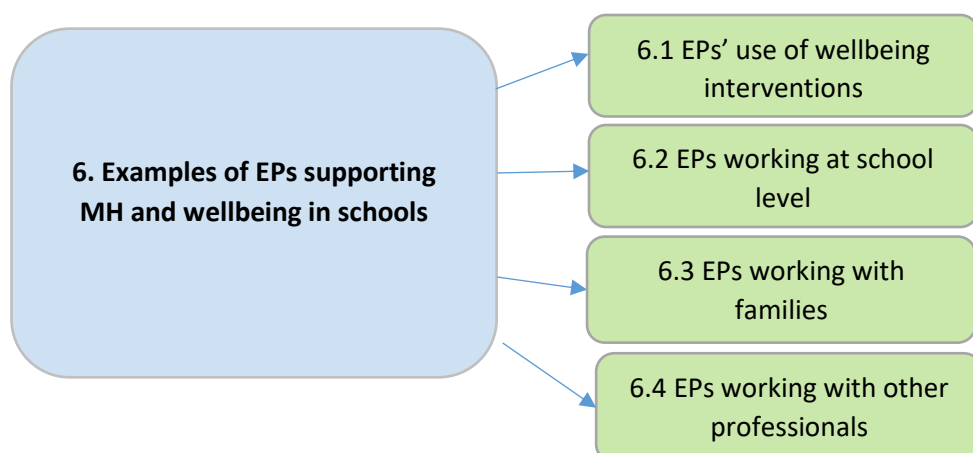 6. Examples of EPs supporting
MH and wellbeing in schools
6.1 EPs’ use of wellbeing
interventions
6.2 EPs working at school
level
6.3 EPs working with
families
6.4 EPs working with other
professionals